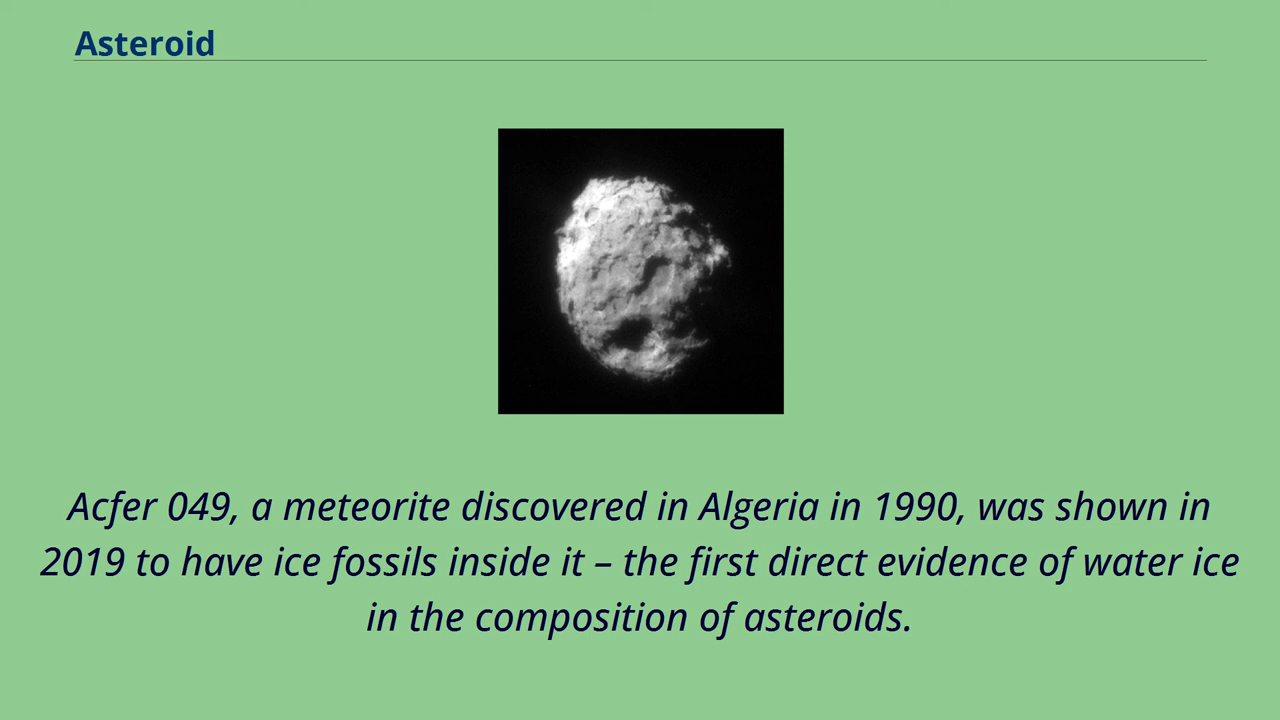 Asteroid
Acfer 049, a meteorite discovered in Algeria in 1990, was shown in
2019 to have ice fossils inside it – the first direct evidence of water ice
in the composition of asteroids.